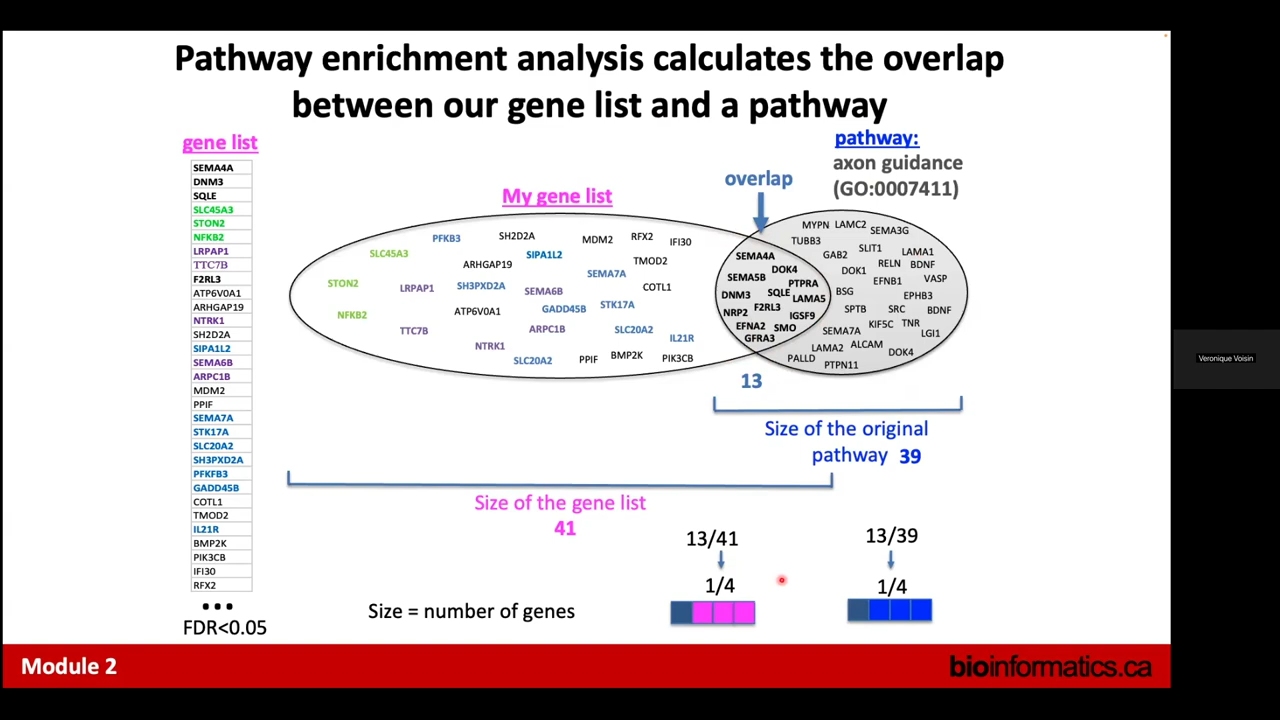 Pathway enrichment analysis calculates the overlap
between our gene list and a pathway
gene list
SEMA4A
DNM3
SQLE
SLC45A3
STON2
NFKB2
LRPAP1
TTC7B
F2RL3
ATP6V0A1
ARHGAP19
NTRK1
SH2D2A
SIPA1L2
SEMA6B
ARPC1B
MDM2
PPIF
SEMA7A
STK17A
SLC20A2
SH3PXD2A
PFKFB3
GADD45B
COTL1
TMOD2
IL21R
BMP2K
PIK3CB
IFI30
RFX2
...
FDR<0.05
My gene list
PFKB3
SH2D2A
MDM2
RFX2
IFI30
SLC45A3
SIPA1L2
ARHGAP19
TMOD2
SEMA7A
STON2
LRPAP1
SH3PXD2A
SEMA6B
COTL1
NFKB2
ATP6V0A1
GADD45B
STK17A
TTC7B
ARPC1B
SLC20A2
NTRK1
IL21R
SLC20A2
PPIF
BMP2K
PIK3CB
overlap
SEMA4A
SEMA5B
DOK4
PTPRA
DNM3
SQLE
LAMA5
NRP2
F2RL3
IGSF9
EFNA2
SMO
GFRA3
13
pathway:
axon guidance
(GO:0007411)
MYPN
LAMC2
SEMA3G
TUBB3
GAB2
SLIT1
LAMA1
DOK1
RELN
BDNF
BSG
EFNB1
VASP
EPHB3
SPTB
SRC
BDNF
SEMA7A
KIF5C
TNR
LGI1
LAMA2
ALCAM
DOK4
PALLD
PTPN11
Size of the original
pathway 39
Size of the gene list
41
13/41
1/4
13/39
1/4
Size = number of genes
Module 2
bioinformatics.ca
Veronique Voisin